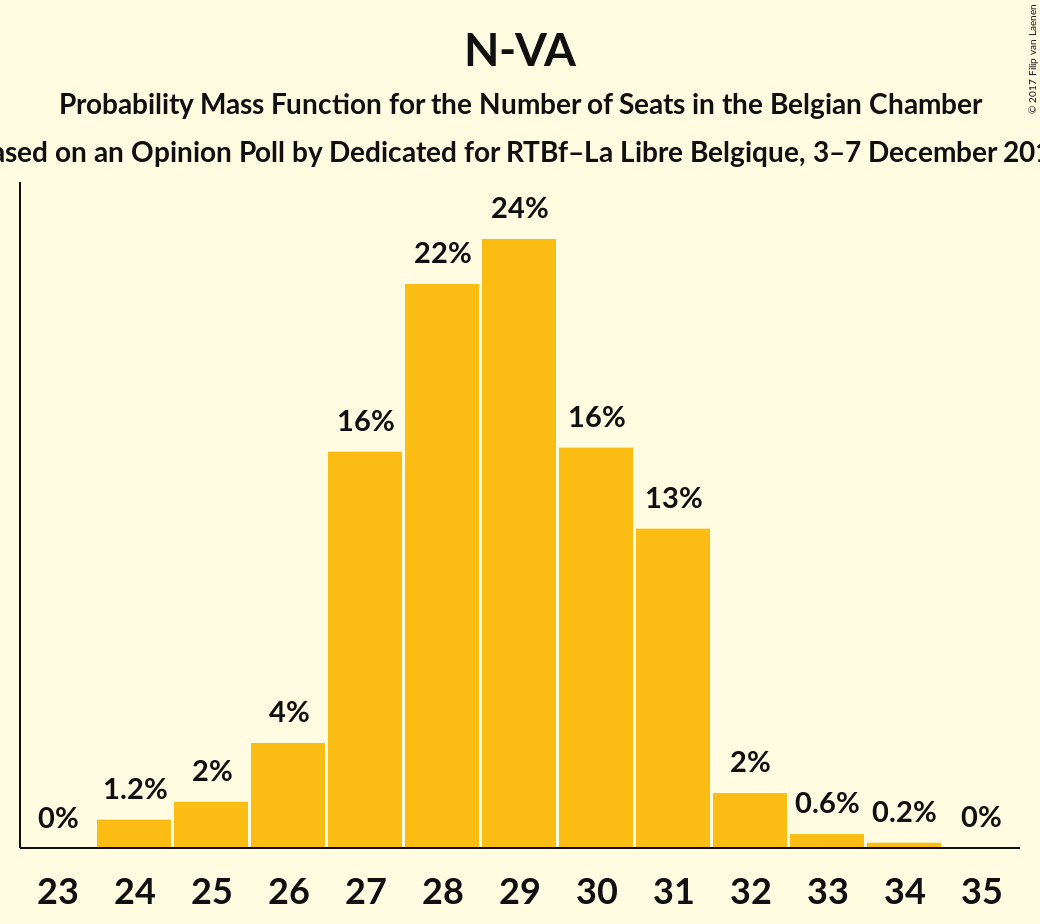 N-VA
Probability Mass Function for the Number of Seats in the Belgian Chamber
on an Opinion Poll by Dedicated for RTBf–La Libre Belgique, 3–7 December
© 2017 Filip van Laenen
0% 1.2% 2% 4% 16% 22% 24% 16% 13% 2% 0.6% 0.2% 0%
23 24 25 26 27 28 29 30 31 32 33 34 35